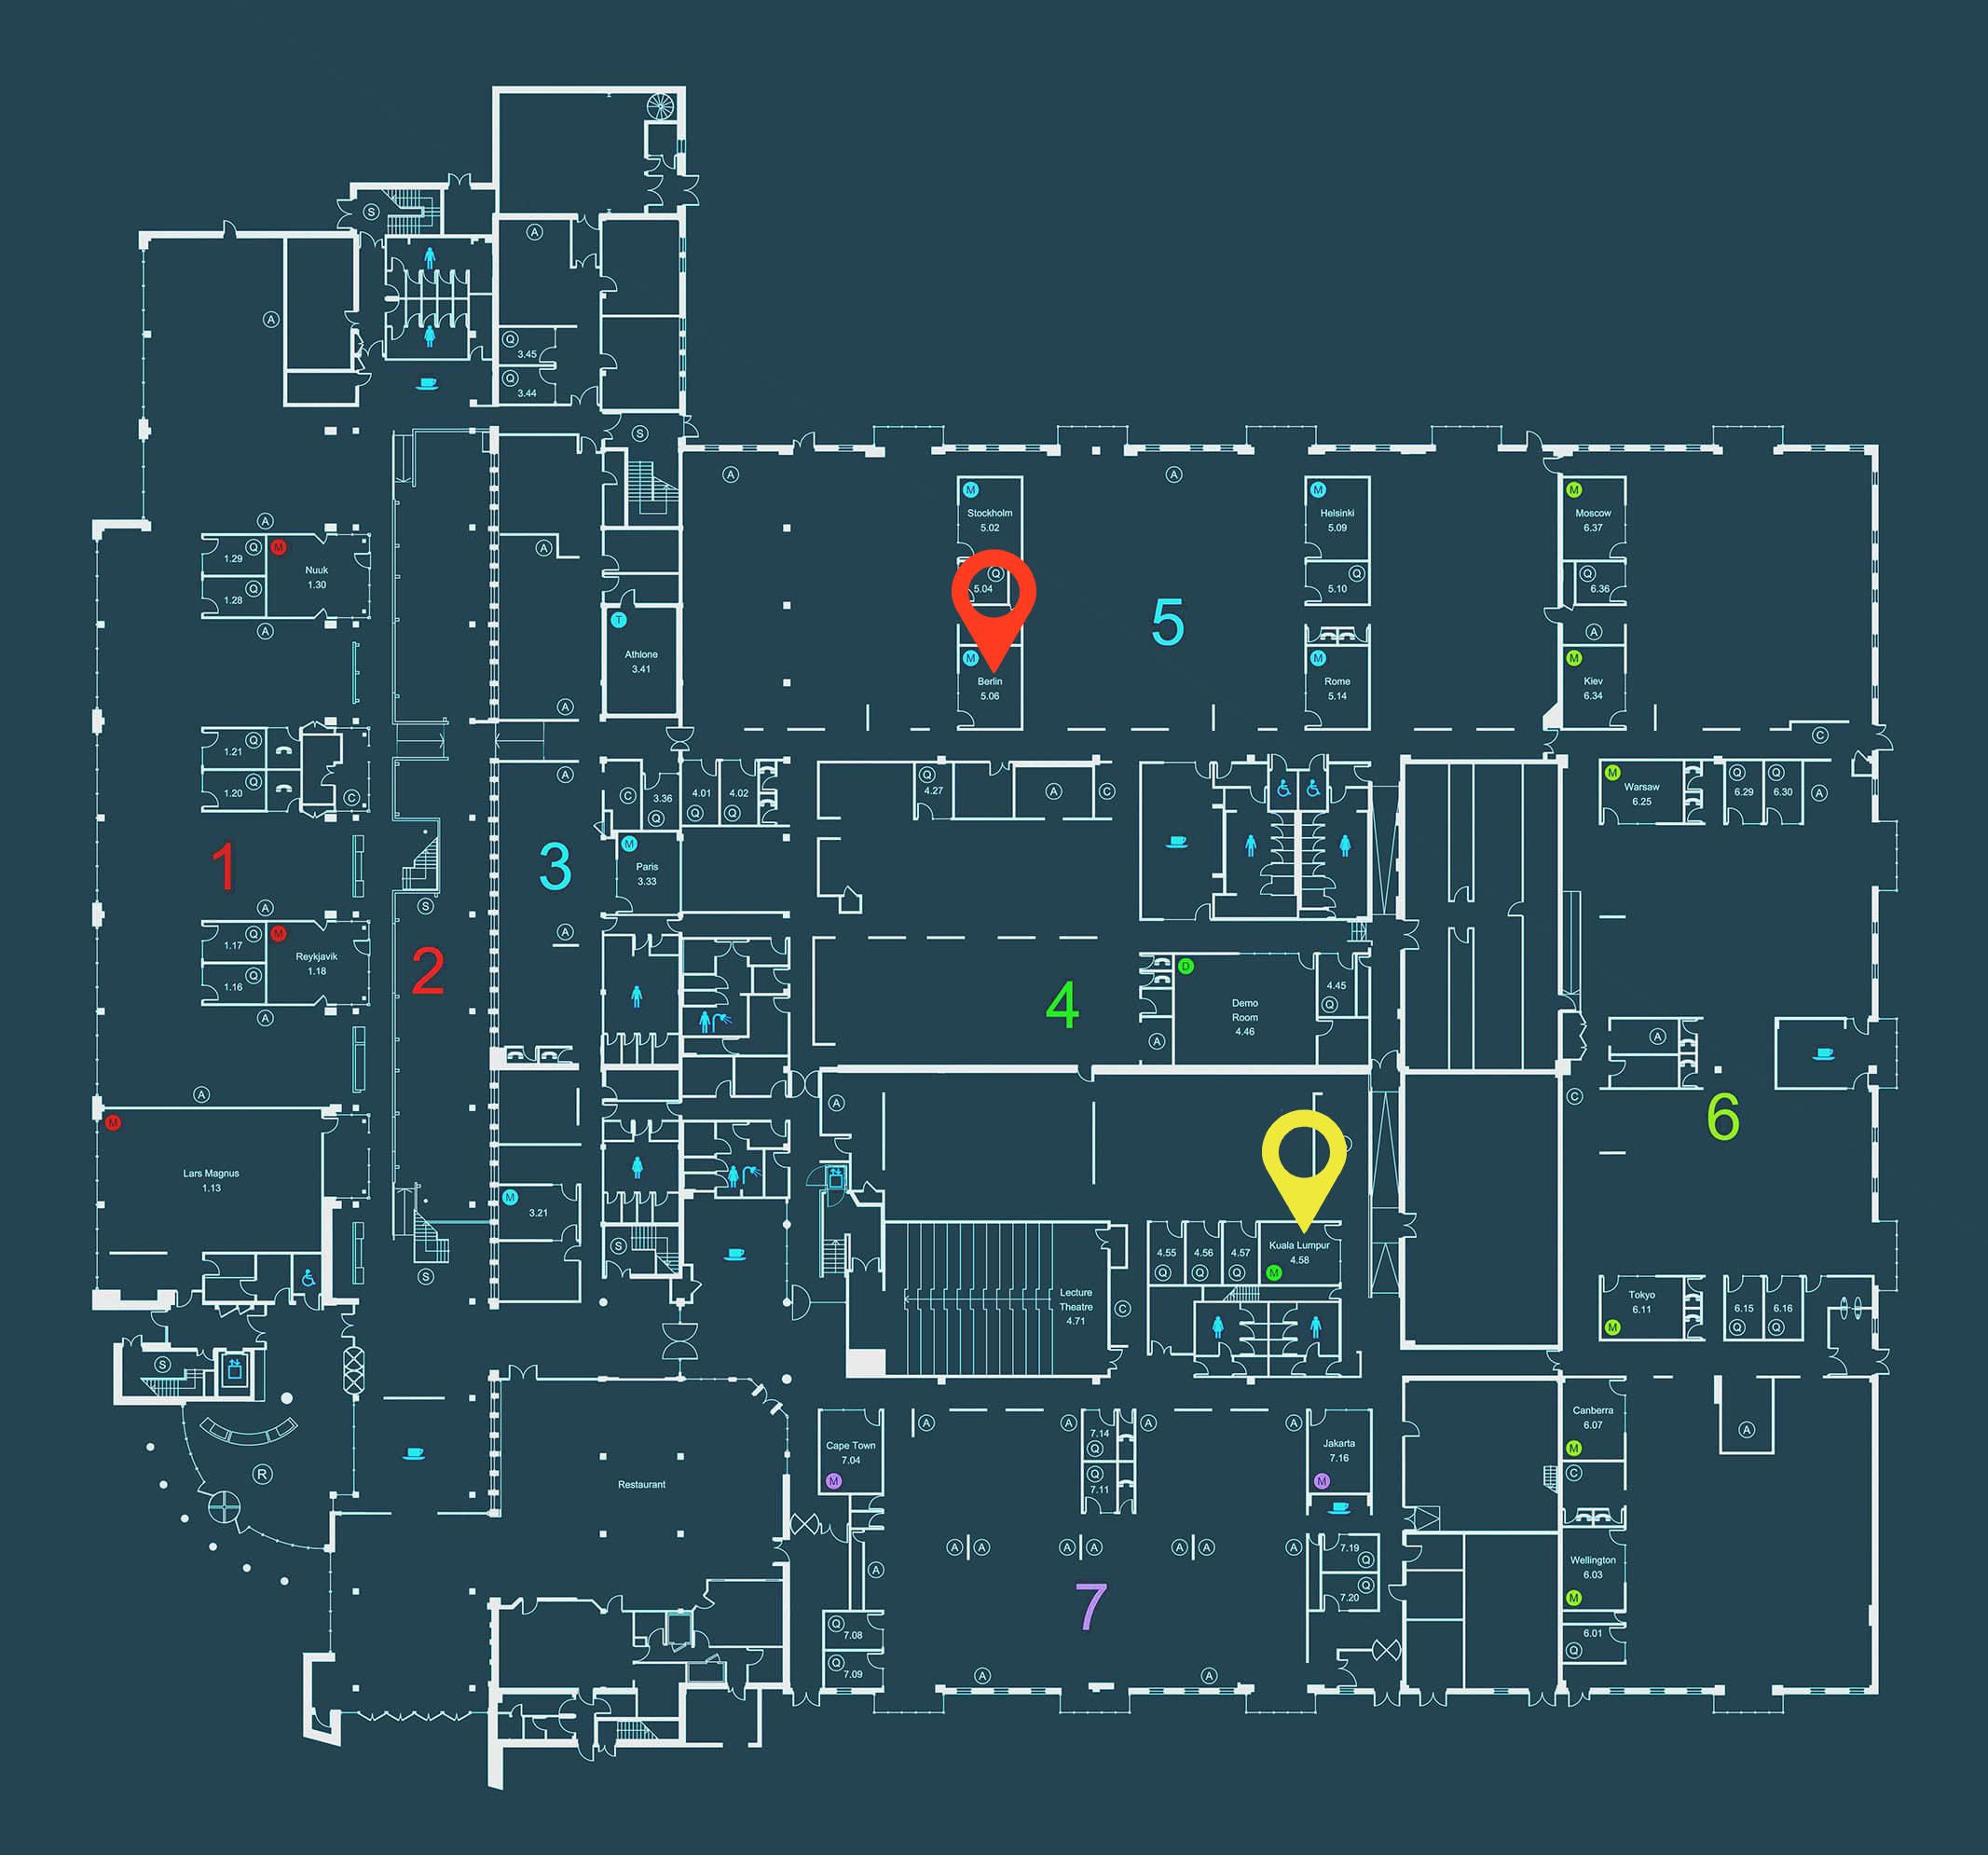 S
A
A
Q
3.45
Q
3.44
S
A
A
M
Stockholm
5.02
M
Helsinki
5.09
M
Moscow
6.37
A
Q
1.29
M
Nuuk
1.30
Q
1.28
A
A
Q
5.04
Q
5.10
Q
6.36
T
Athlone
3.41
5
A
M
Berlin
5.06
M
Rome
5.14
M
Kiev
6.34
A
C
Q
1.21
Q
1.20
C
A
C
3.36
Q
4.01
Q
4.02
Q
Q
4.27
A
C
M
Warsaw
6.25
Q
6.29
Q
6.30
A
1
3
M
Paris
3.33
A
S
A
Q
1.17
M
Reykjavik
1.18
Q
1.16
A
2
4
D
Demo
Room
4.46
4.45
Q
A
A
A
A
C
6
M
Lars Magnus
1.13
M
3.21
S
S
4.55
Q
4.56
Q
4.57
Q
Kuala Lumpur
4.58
M
Lecture
Theatre
4.71
C
Tokyo
6.11
M
6.15
Q
6.16
Q
S
R
Restaurant
Cape Town
7.04
M
A
A
7.14
Q
Q
7.11
A
A
Jakarta
7.16
M
Canberra
6.07
M
C
A
A
A
A
A
A
A
A
A
7.19
Q
Q
7.20
Wellington
6.03
M
7
Q
7.08
Q
7.09
A
A
6.01
Q